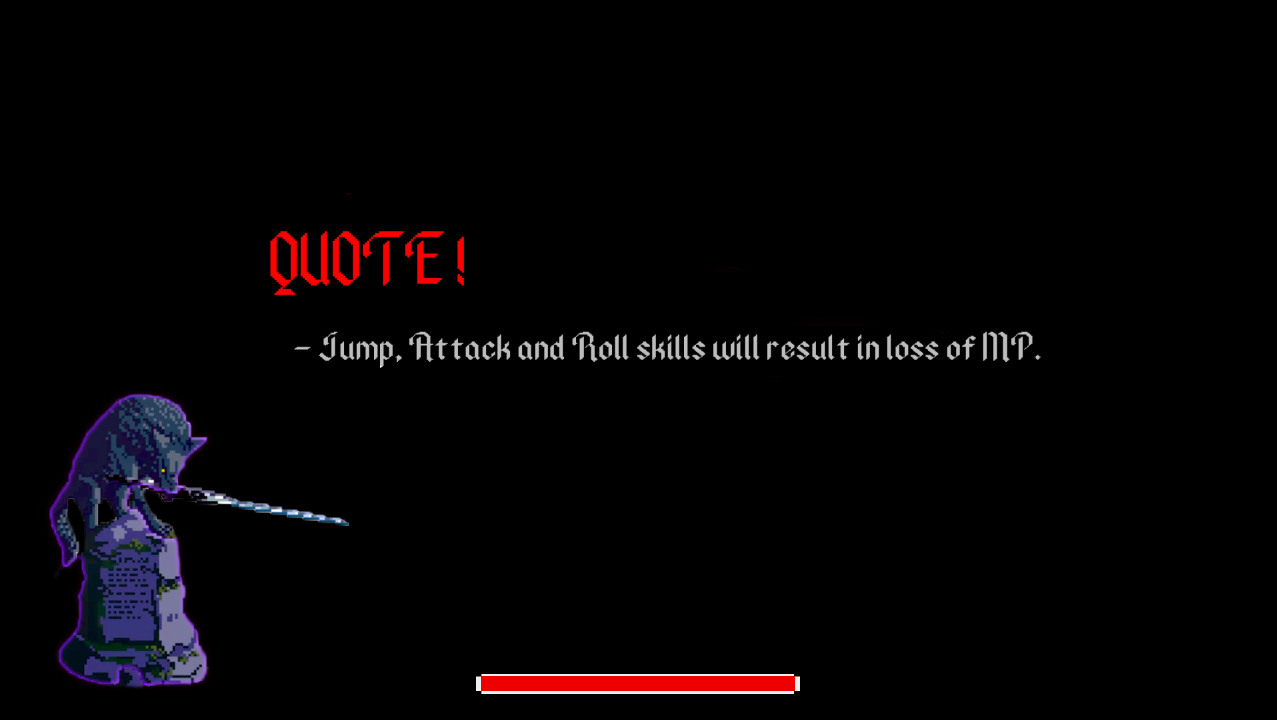 QUOTE!
- Jump, Attack and Roll skills will result in loss of MP.